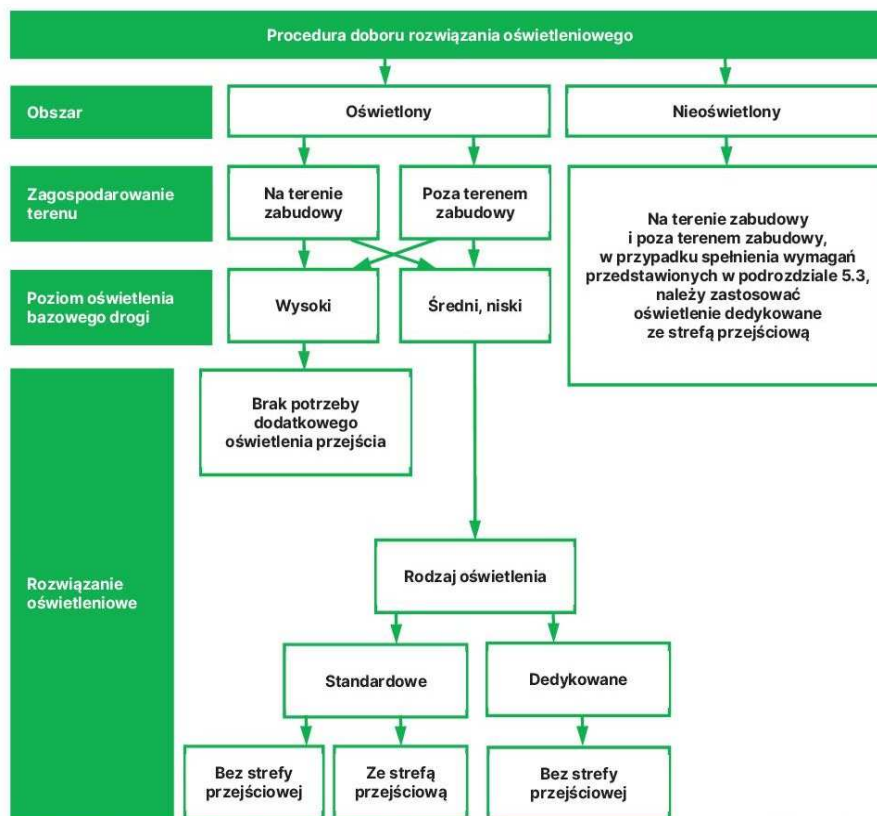 Procedura doboru rozwiązania oświetleniowego
Obszar
Oświetlony
Nieoświetlony
Zagospodarowanie
terenu
Na terenie
zabudowy
Poza terenem
zabudowy
Na terenie zabudowy
i poza terenem zabudowy,
w przypadku spełnienia wymagań
przedstawionych w podrozdziale 5.3,
należy zastosować
oświetlenie dedykowane
ze strefą przejściową
Poziom oświetlenia
bazowego drogi
Wysoki
Średni, niski
Rozwiązanie
oświetleniowe
Brak potrzeby
dodatkowego
oświetlenia przejścia
Rodzaj oświetlenia
Standardowe
Dedykowane
Bez strefy
przejściowej
Ze strefą
przejściową
Bez strefy
przejściowej